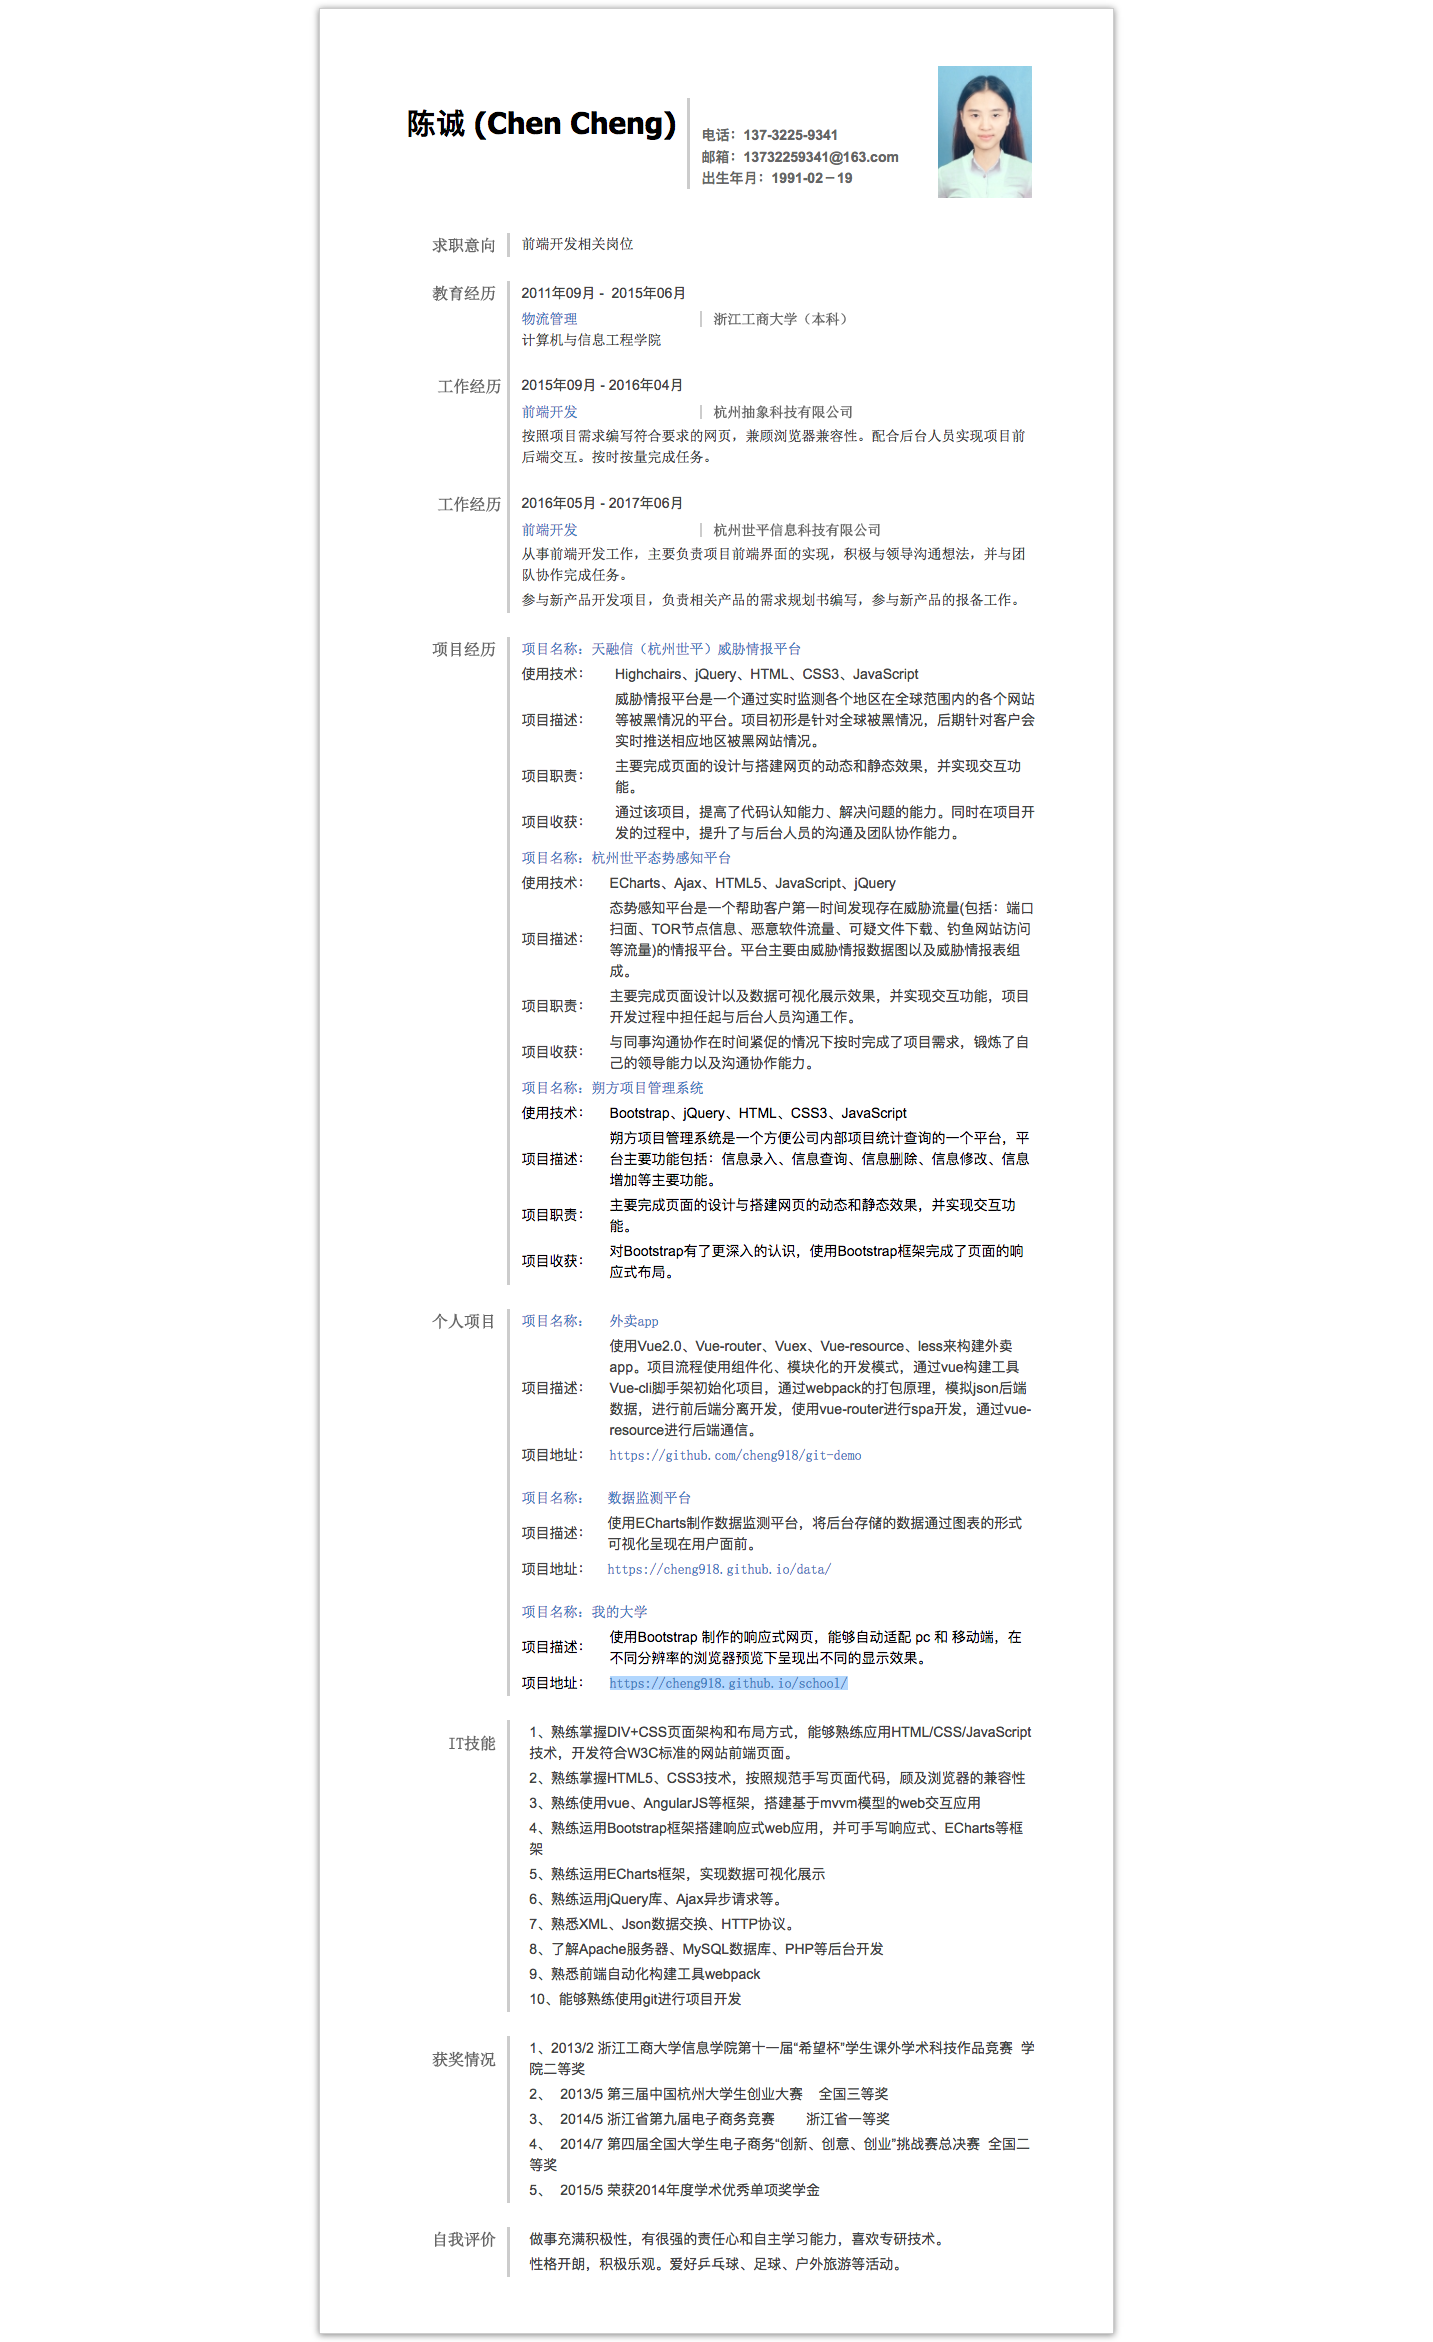 陈诚 (Chen Cheng)
电话：137-3225-9341
邮箱：13732259341@163.com
出生年月：1991-02－19
求职意向
前端开发相关岗位
教育经历
2011年09月 -  2015年06月
物流管理 | 浙江工商大学（本科）
计算机与信息工程学院
工作经历
2015年09月 - 2016年04月
前端开发 | 杭州抽象科技有限公司
按照项目需求编写符合要求的网页，兼顾浏览器兼容性。配合后台人员实现项目前
后端交互。按时按量完成任务。
工作经历
2016年05月 - 2017年06月
前端开发 | 杭州世平信息科技有限公司
从事前端开发工作，主要负责项目前端界面的实现，积极与领导沟通想法，并与团
队协作完成任务。
参与新产品开发项目，负责相关产品的需求规划书编写，参与新产品的报备工作。
项目经历
项目名称：天融信（杭州世平）威胁情报平台
使用技术： Highchairs、jQuery、HTML、CSS3、JavaScript
项目描述：
威胁情报平台是一个通过实时监测各个地区在全球范围内的各个网站
等被黑情况的平台。项目初形是针对全球被黑情况，后期针对客户会
实时推送相应地区被黑网站情况。
项目职责：
主要完成页面的设计与搭建网页的动态和静态效果，并实现交互功
能。
项目收获：
通过该项目，提高了代码认知能力、解决问题的能力。同时在项目开
发的过程中，提升了与后台人员的沟通及团队协作能力。
项目名称：杭州世平态势感知平台
使用技术： ECharts、Ajax、HTML5、JavaScript、jQuery
项目描述：
态势感知平台是一个帮助客户第一时间发现存在威胁流量(包括：端口
扫面、TOR节点信息、恶意软件流量、可疑文件下载、钓鱼网站访问
等流量)的情报平台。平台主要由威胁情报数据图以及威胁情报表组
成。
项目职责：
主要完成页面设计以及数据可视化展示效果，并实现交互功能，项目
开发过程中担任起与后台人员沟通工作。
项目收获：
与同事沟通协作在时间紧促的情况下按时完成了项目需求，锻炼了自
己的领导能力以及沟通协作能力。
项目名称：朔方项目管理系统
使用技术： Bootstrap、jQuery、HTML、CSS3、JavaScript
项目描述：
朔方项目管理系统是一个方便公司内部项目统计查询的一个平台，平
台主要功能包括：信息录入、信息查询、信息删除、信息修改、信息
增加等主要功能。
项目职责：
主要完成页面的设计与搭建网页的动态和静态效果，并实现交互功
能。
项目收获：
对Bootstrap有了更深入的认识，使用Bootstrap框架完成了页面的响
应式布局。
个人项目
项目名称： 外卖app
项目描述：
使用Vue2.0、Vue-router、Vuex、Vue-resource、less来构建外卖
app。项目流程使用组件化、模块化的开发模式，通过vue构建工具
Vue-cli脚手架初始化项目，通过webpack的打包原理，模拟json后端
数据，进行前后端分离开发，使用vue-router进行spa开发，通过vue-
resource进行后端通信。
项目地址： https://github.com/cheng918/git-demo
项目名称： 数据监测平台
项目描述：
使用ECharts制作数据监测平台，将后台存储的数据通过图表的形式
可视化呈现在用户面前。
项目地址： https://cheng918.github.io/data/
项目名称：我的大学
项目描述：
使用Bootstrap 制作的响应式网页，能够自动适配 pc 和 移动端，在
不同分辨率的浏览器预览下呈现出不同的显示效果。
项目地址： https://cheng918.github.io/school/
IT技能
1、熟练掌握DIV+CSS页面架构和布局方式，能够熟练应用HTML/CSS/JavaScript
技术，开发符合W3C标准的网站前端页面。
2、熟练掌握HTML5、CSS3技术，按照规范手写页面代码，顾及浏览器的兼容性
3、熟练使用vue、AngularJS等框架，搭建基于mvvm模型的web交互应用
4、熟练运用Bootstrap框架搭建响应式web应用，并可手写响应式、ECharts等框
架
5、熟练运用ECharts框架，实现数据可视化展示
6、熟练运用jQuery库、Ajax异步请求等。
7、熟悉XML、Json数据交换、HTTP协议。
8、了解Apache服务器、MySQL数据库、PHP等后台开发
9、熟悉前端自动化构建工具webpack
10、能够熟练使用git进行项目开发
获奖情况
1、2013/2 浙江工商大学信息学院第十一届“希望杯”学生课外学术科技作品竞赛  学
院二等奖
2、  2013/5 第三届中国杭州大学生创业大赛    全国三等奖
3、  2014/5 浙江省第九届电子商务竞赛        浙江省一等奖
4、  2014/7 第四届全国大学生电子商务“创新、创意、创业”挑战赛总决赛  全国二
等奖
5、  2015/5 荣获2014年度学术优秀单项奖学金
自我评价
做事充满积极性，有很强的责任心和自主学习能力，喜欢专研技术。
性格开朗，积极乐观。爱好乒乓球、足球、户外旅游等活动。